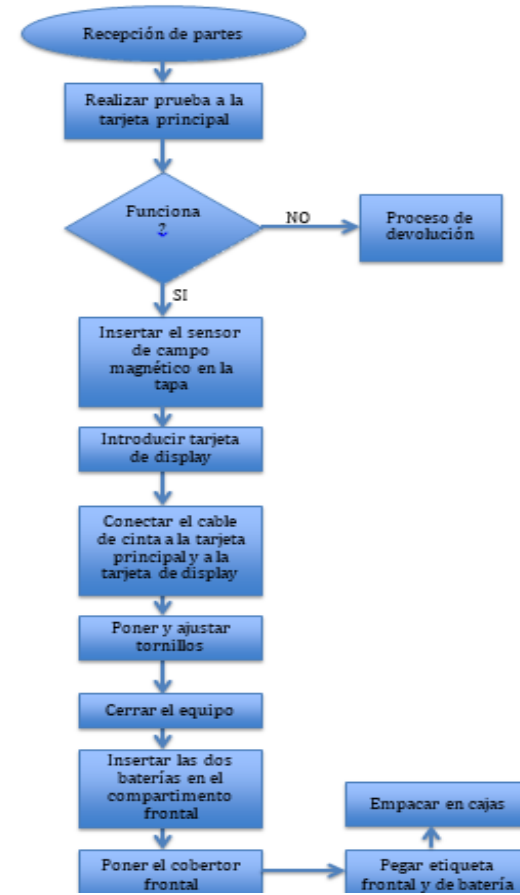 Recepción de partes
Realizar prueba a la
tarjeta principal
Funciona
?
NO
Proceso de
devolución
SI
Insertar el sensor
de campo
magnético en la
tapa
Introducir tarjeta
de display
Conectar el cable
de cinta a la tarjeta
principal y a la
tarjeta de display
Poner y ajustar
tornillos
Cerrar el equipo
Insertar las dos
baterías en el
compartimento
frontal
Poner el cobertor
frontal
Pegar etiqueta
frontal y de batería
Empacar en cajas